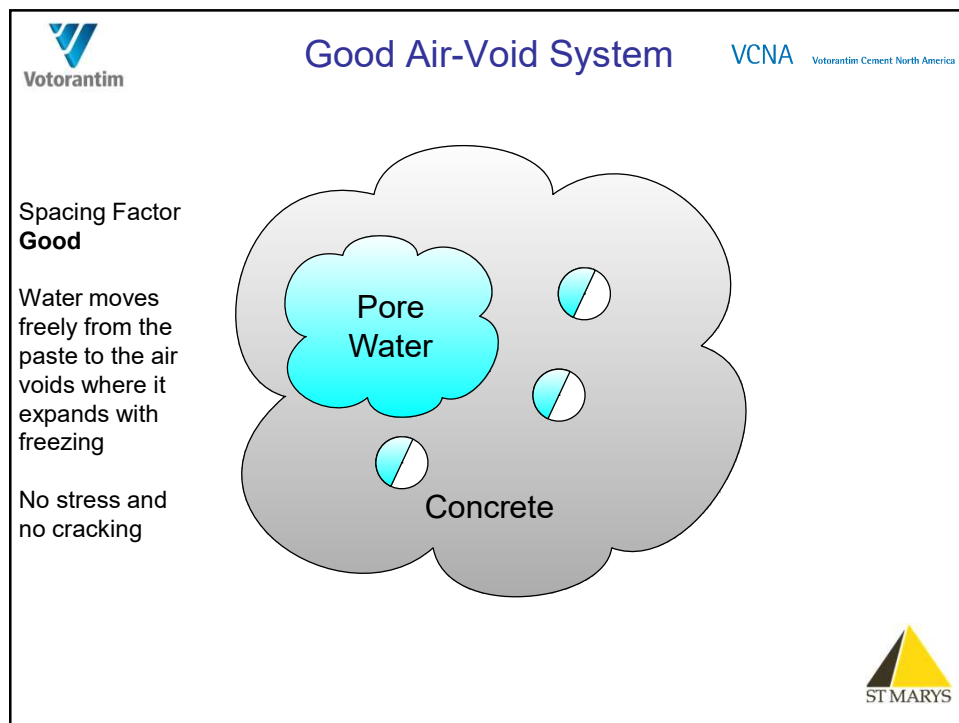 Votorantim
Good Air-Void System
VCNA Votorantim Cement North America
Spacing Factor
Good
Water moves
freely from the
paste to the air
voids where it
expands with
freezing
No stress and
no cracking
Pore
Water
Concrete
ST MARYS